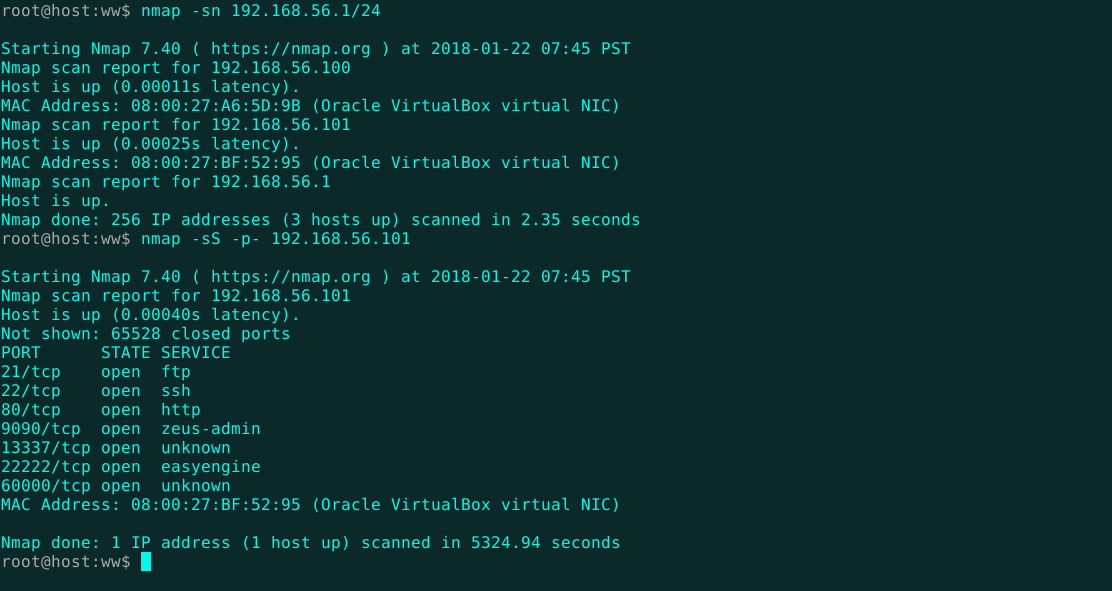 root@host:ww$ nmap -sn 192.168.56.1/24
Starting Nmap 7.40 ( https://nmap.org ) at 2018-01-22 07:45 PST
Nmap scan report for 192.168.56.100
Host is up (0.00011s latency).
MAC Address: 08:00:27:A6:5D:9B (Oracle VirtualBox virtual NIC)
Nmap scan report for 192.168.56.101
Host is up (0.00025s latency).
MAC Address: 08:00:27:BF:52:95 (Oracle VirtualBox virtual NIC)
Nmap scan report for 192.168.56.1
Host is up.
Nmap done: 256 IP addresses (3 hosts up) scanned in 2.35 seconds
root@host:ww$ nmap -sS -p- 192.168.56.101
Starting Nmap 7.40 ( https://nmap.org ) at 2018-01-22 07:45 PST
Nmap scan report for 192.168.56.101
Host is up (0.00040s latency).
Not shown: 65528 closed ports
PORT      STATE SERVICE
21/tcp    open  ftp
22/tcp    open  ssh
80/tcp    open  http
9090/tcp  open  zeus-admin
13337/tcp open  unknown
22222/tcp open  easyengine
60000/tcp open  unknown
MAC Address: 08:00:27:BF:52:95 (Oracle VirtualBox virtual NIC)
Nmap done: 1 IP address (1 host up) scanned in 5324.94 seconds
root@host:ww$